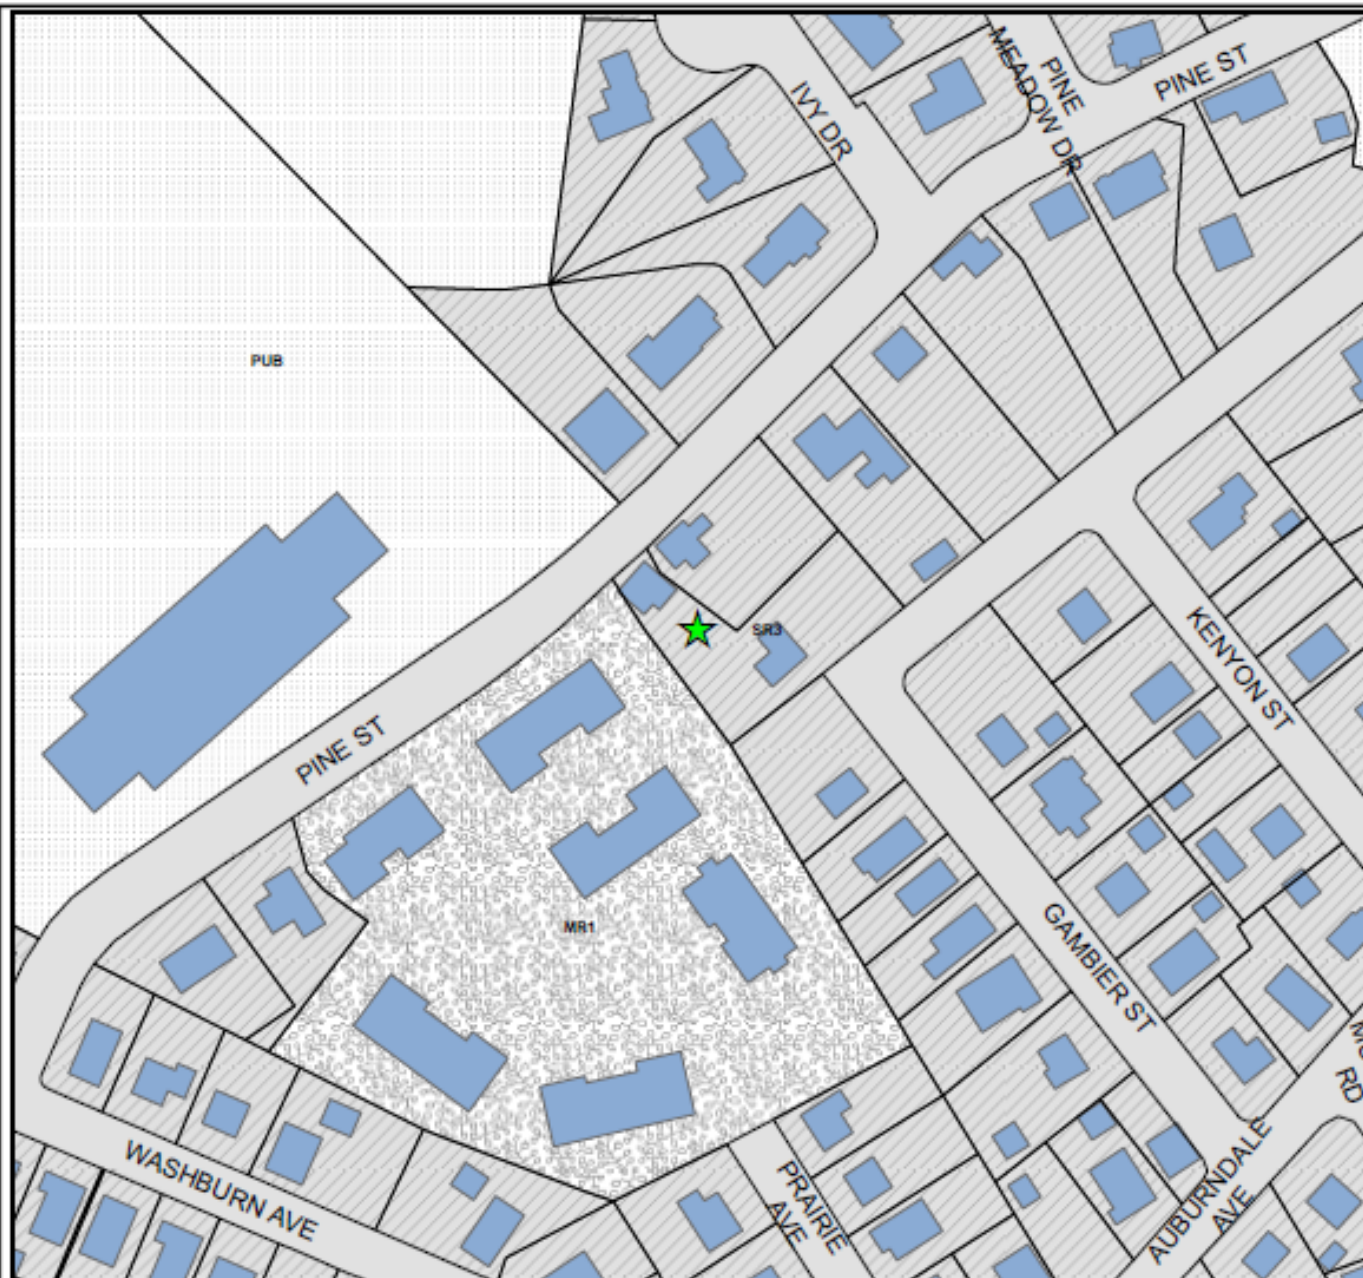 IVY DR
PINE
MEADOW DR
PINE ST
PUB
SR3
KENYON ST
PINE ST
MR1
GAMBIER ST
RD
WASHBURN AVE
PRAIRIE
AVE
AUBURNDALE
AVE